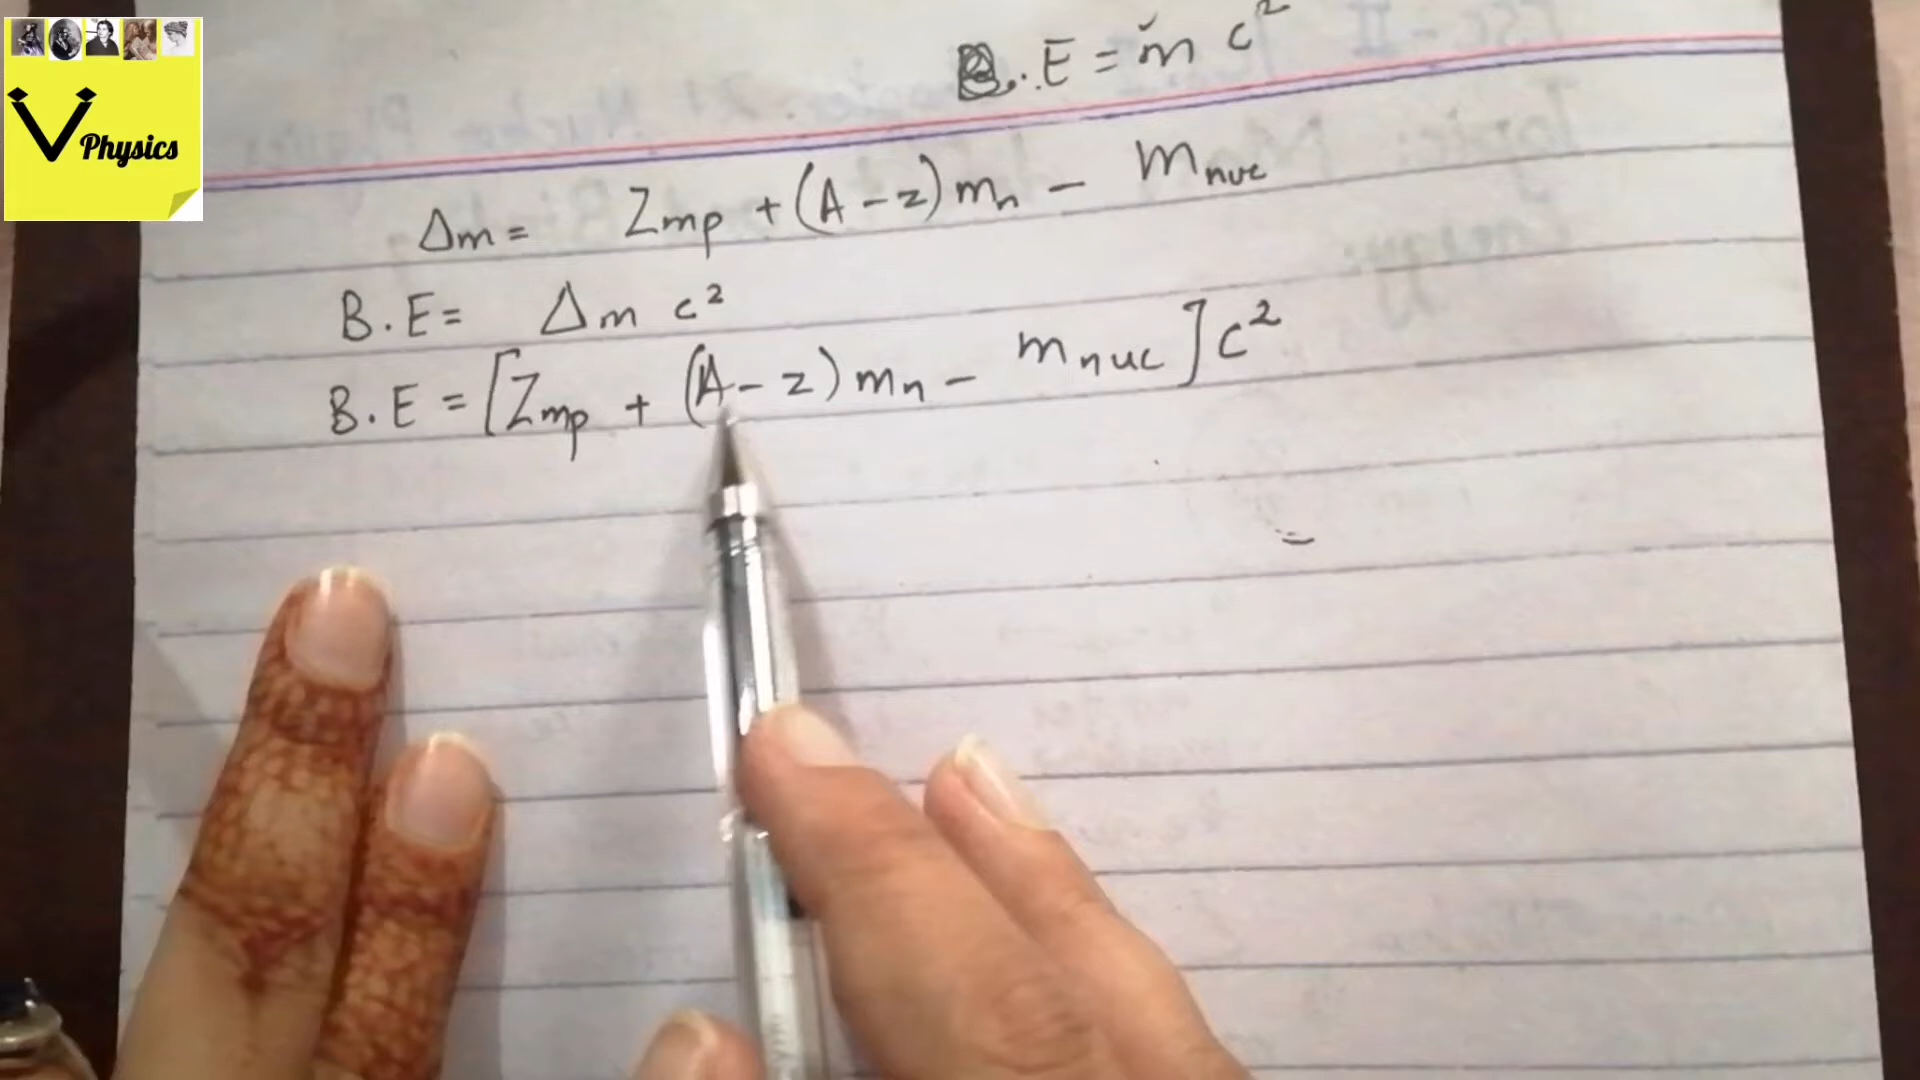 V Physics
E = m c²
Δm = Zmp + (A - z) mn - mnuc
B.E = Δm c²
B.E = [Zmp + (A - z) mn - mnuc] c²